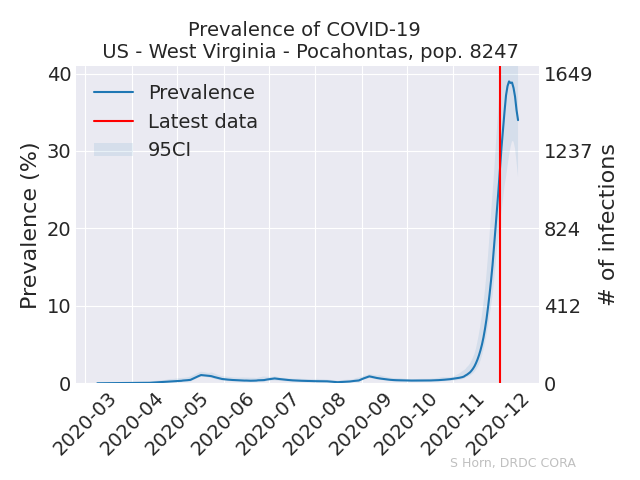 Prevalence of COVID-19
US - West Virginia - Pocahontas, pop. 8247
Prevalence
Latest data
95CI
Prevalence (%)
40
30
20
10
0
1649
1237
824
412
0
# of infections
2020-03
2020-04
2020-05
2020-06
2020-07
2020-08
2020-09
2020-10
2020-11
2020-12
S Horn, DRDC CORA